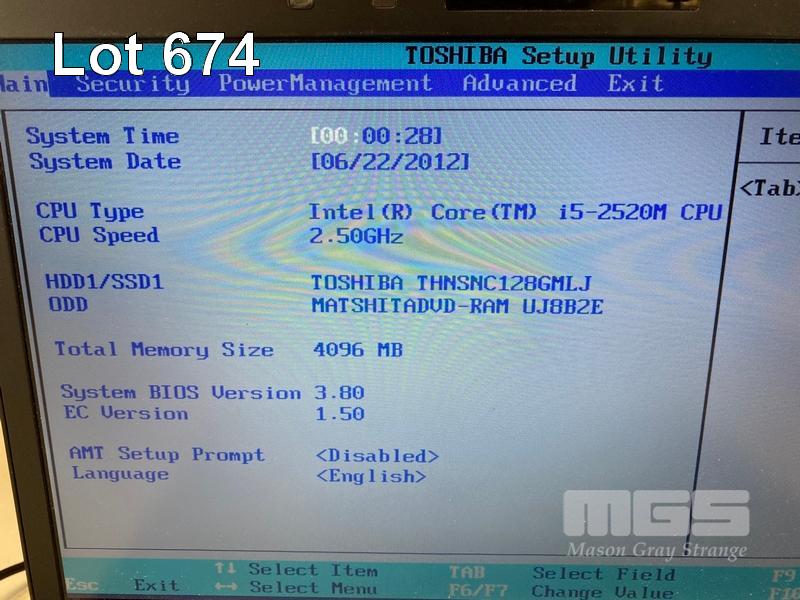 Lot 674
TOSHIBA Setup Utility
Main Security PowerManagement Advanced Exit
System Time [00:00:28]
System Date [06/22/2012]
CPU Type Intel(R) Core(TM) i5-2520M CPU
CPU Speed 2.50GHz
HDD1/SSD1 TOSHIBA THNSNC128GMLJ
ODD MATSHITADVD-RAM UJ8B2E
Total Memory Size 4096 MB
System BIOS Version 3.80
EC Version 1.50
AMT Setup Prompt <Disabled>
Language <English>
Ite
<Tab>
MGS
Mason Gray Strange
↑↓ Select Item TAB Select Field F9
Esc Exit ←→ Select Menu F6/F7 Change Value F10